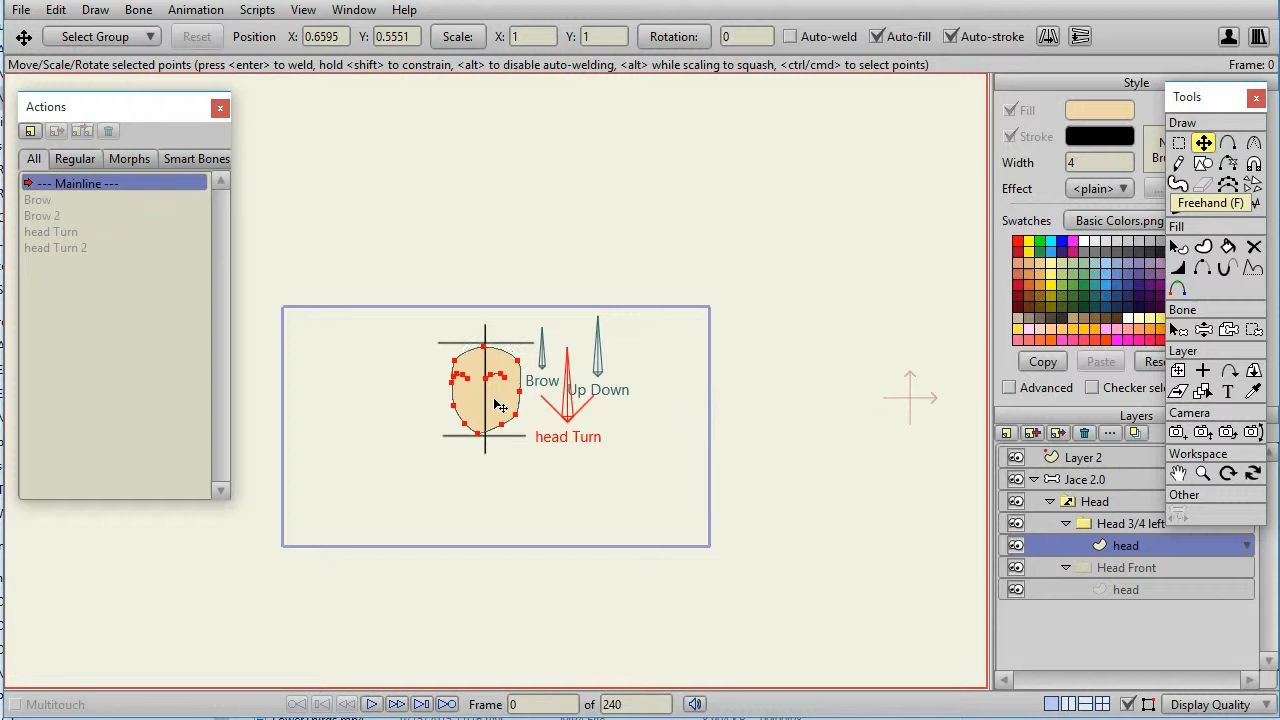 File Edit Draw Bone Animation Scripts View Window Help
Select Group Reset Position X: 0.6595 Y: 0.5551 Scale: X: 1 Y: 1 Rotation: 0 Auto-weld Auto-fill Auto-stroke
Move/Scale/Rotate selected points (press <enter> to weld, hold <shift> to constrain, <alt> to disable auto-welding, <alt> while scaling to squash, <ctrl/cmd> to select points) Frame: 0
Actions
All Regular Morphs Smart Bones
--- Mainline ---
Brow
Brow 2
head Turn
head Turn 2
Brow
Up Down
head Turn
Style
Fill
Stroke
Width 4
Effect <plain>
Swatches Basic Colors.png
Copy Paste
Advanced
Layers
Layer 2
Jace 2.0
Head
Head 3/4 left
head
Head Front
head
Tools
Draw
Freehand (F)
Fill
Bone
Layer
Camera
Workspace
Other
Multitouch Frame 0 of 240 Display Quality